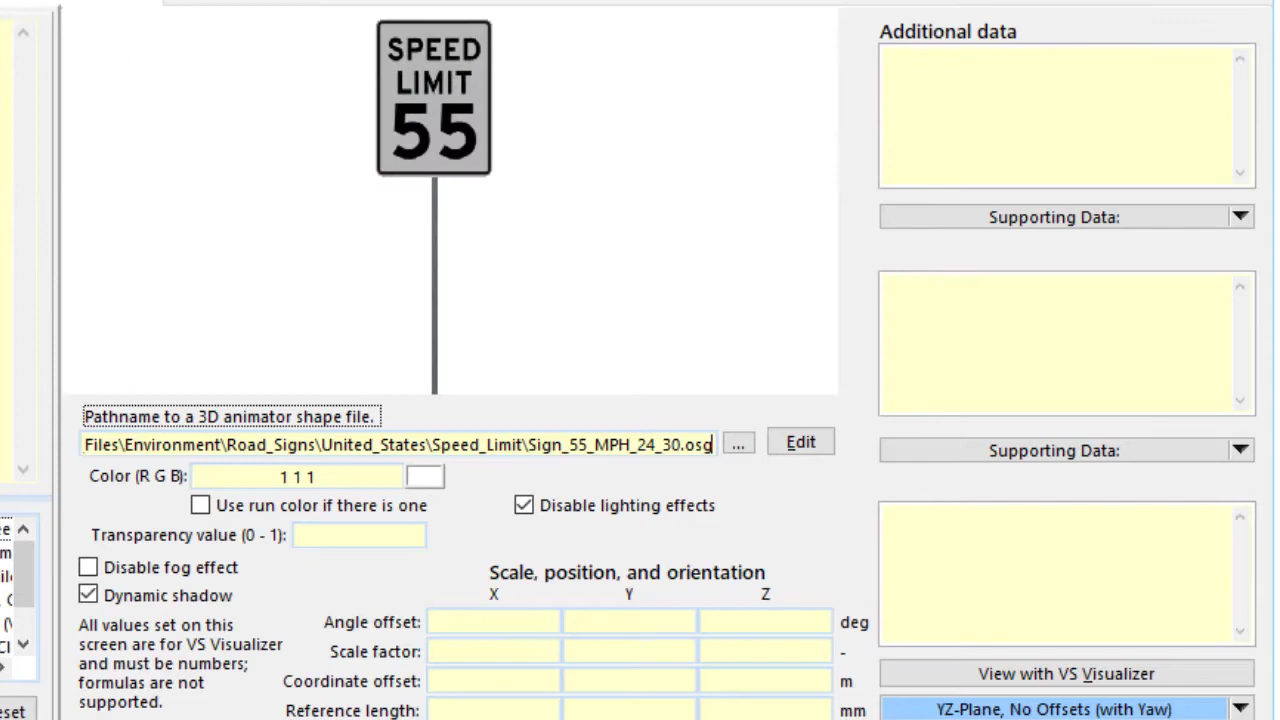 SPEED
LIMIT
55
Additional data
Supporting Data:
Pathname to a 3D animator shape file.
Files\Environment\Road_Signs\United_States\Speed_Limit\Sign_55_MPH_24_30.osg
...
Edit
Color (R G B):
1 1 1
Use run color if there is one
Disable lighting effects
Transparency value (0 - 1):
Disable fog effect
Dynamic shadow
All values set on this
screen are for VS Visualizer
and must be numbers;
formulas are not
supported.
Scale, position, and orientation
X Y Z
Angle offset:
deg
Scale factor:
-
Coordinate offset:
m
Reference length:
mm
Supporting Data:
View with VS Visualizer
YZ-Plane, No Offsets (with Yaw)